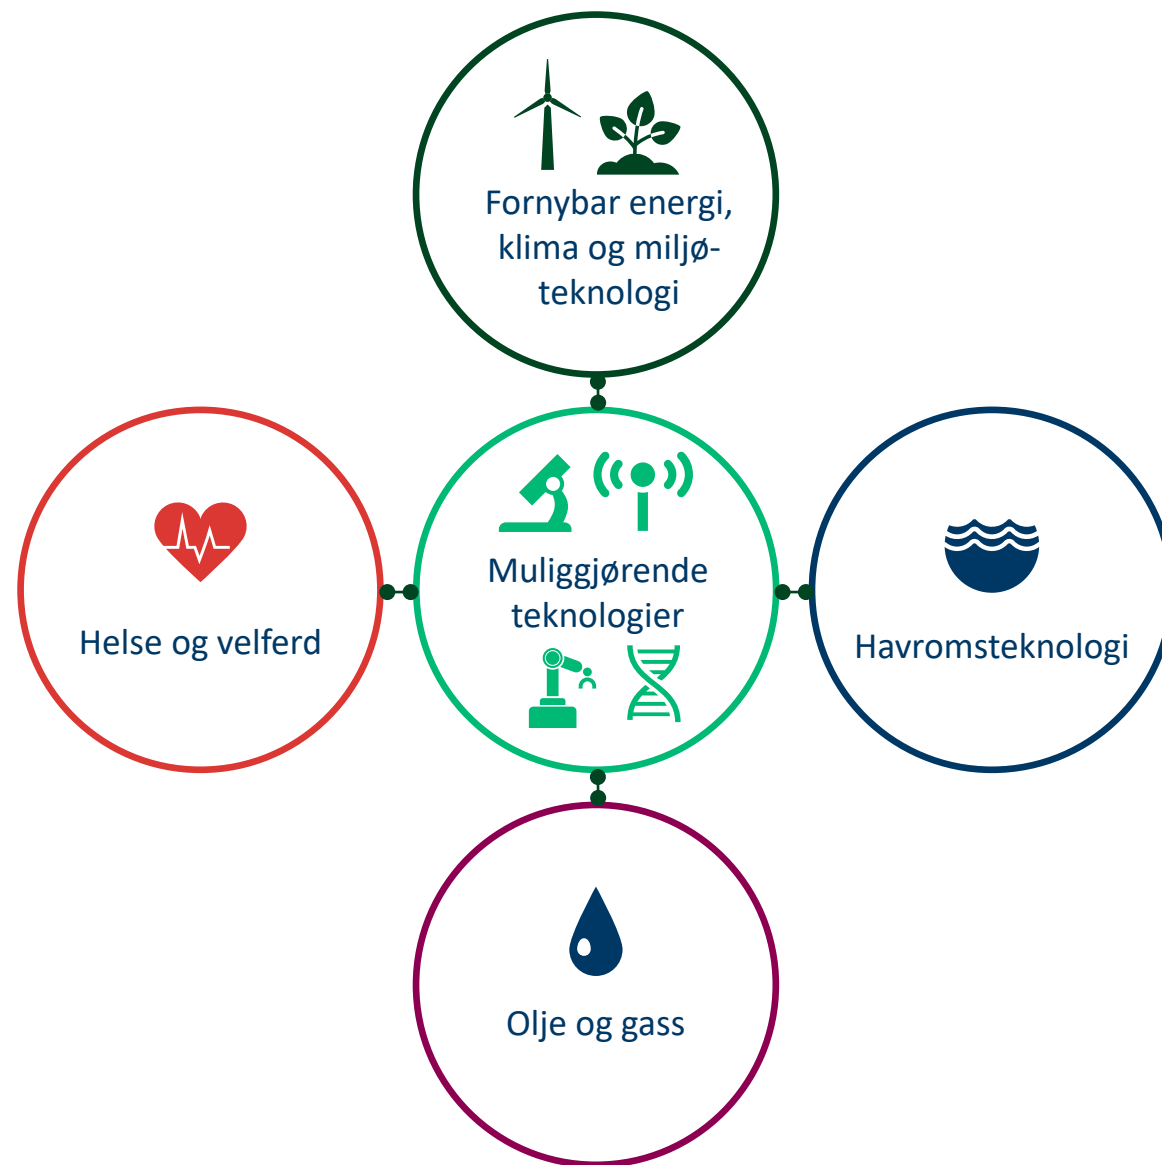 Fornybar energi,
klima og miljø-
teknologi
Helse og velferd
Muliggjørende
teknologier
Havromsteknologi
Olje og gass